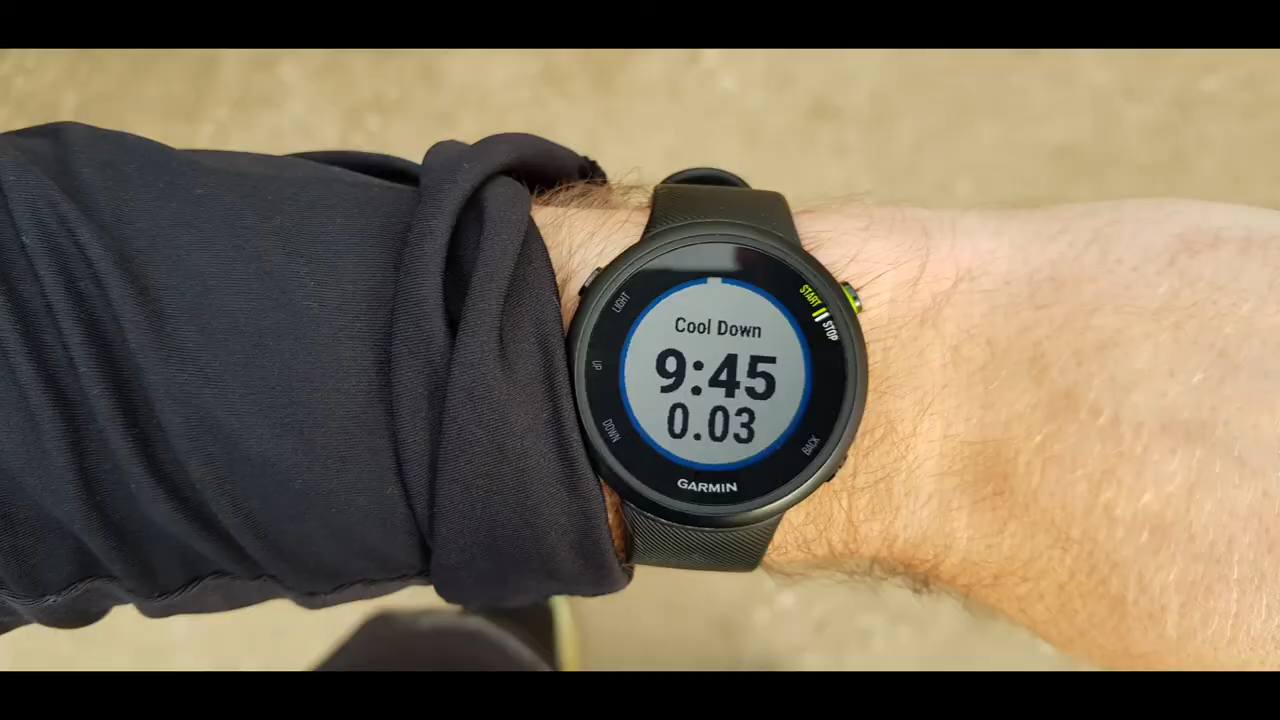 LIGHT
START
STOP
Cool Down
UP
9:45
0.03
DOWN
BACK
GARMIN